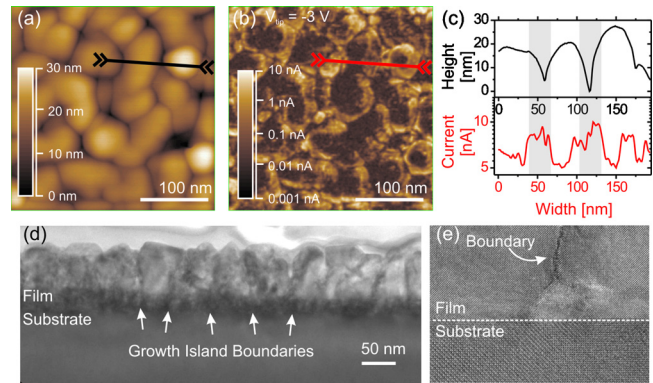 (a)
30 nm
20 nm
10 nm
0 nm
100 nm
(b)
V_tip = -3 V
10 nA
1 nA
0.1 nA
0.01 nA
0.001 nA
100 nm
(c)
Height
[nm]
30
20
10
0
0 50 100 150
Current
[nA]
10
5
0 50 100 150
Width [nm]
(d)
Film
Substrate
Growth Island Boundaries
50 nm
(e)
Boundary
Film
Substrate